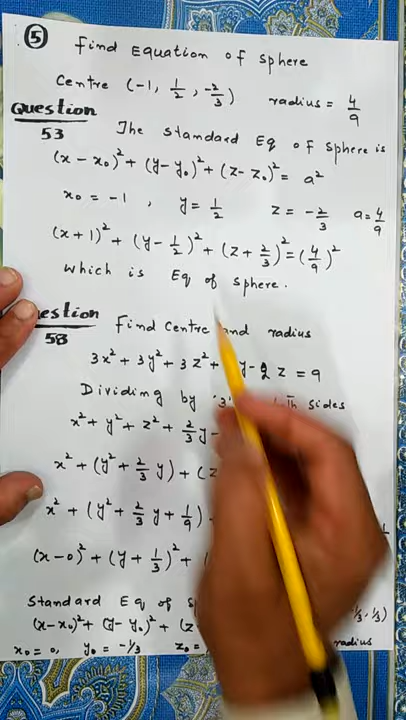 ⑤ find Equation of sphere
Centre (-1, 1/2, -2/3) radius = 4/9
Question 53
The standard Eq of sphere is
(x-x₀)² + (y-y₀)² + (z-z₀)² = a²
x₀ = -1 , y = 1/2 z = -2/3 a = 4/9
(x+1)² + (y-1/2)² + (z+2/3)² = (4/9)²
which is Eq of sphere.
estion 58
Find Centre and radius
3x² + 3y² + 3z² + y - 2z = 9
Dividing by '3' sides
x² + y² + z² + 2/3 y -
x² + (y² + 2/3 y) + (z
x² + (y² + 2/3 y + 1/9) +
(x-0)² + (y + 1/3)² +
Standard Eq of s
(x-x₀)² + (y-y₀)² + (z
x₀ = 0, y₀ = -1/3 z₀ = radius